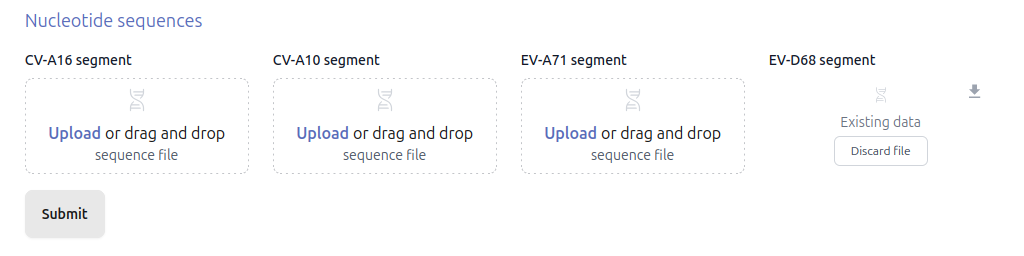 Nucleotide sequences
CV-A16 segment
Upload or drag and drop
sequence file
CV-A10 segment
Upload or drag and drop
sequence file
EV-A71 segment
Upload or drag and drop
sequence file
EV-D68 segment
Existing data
Discard file
Submit